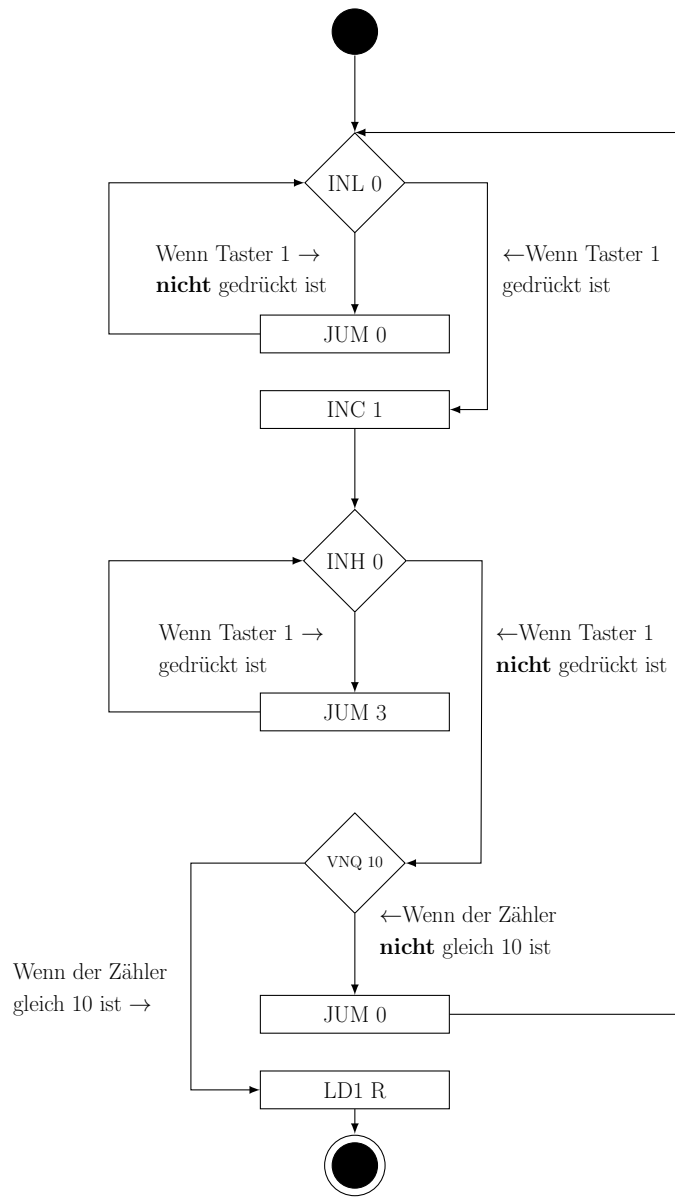 INL 0
Wenn Taster 1 →
nicht gedrückt ist
←Wenn Taster 1
gedrückt ist
JUM 0
INC 1
INH 0
Wenn Taster 1 →
gedrückt ist
←Wenn Taster 1
nicht gedrückt ist
JUM 3
VNQ 10
←Wenn der Zähler
nicht gleich 10 ist
Wenn der Zähler
gleich 10 ist →
JUM 0
LD1 R